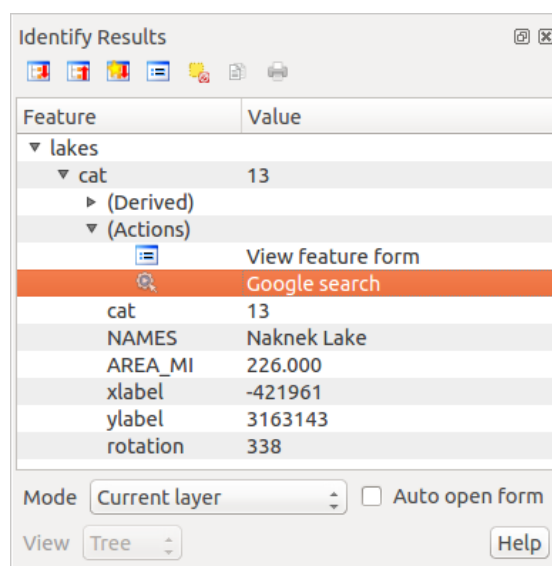 Identify Results
Feature Value
lakes
cat 13
(Derived)
(Actions)
View feature form
Google search
cat 13
NAMES Naknek Lake
AREA_MI 226.000
xlabel -421961
ylabel 3163143
rotation 338
Mode Current layer Auto open form
View Tree Help